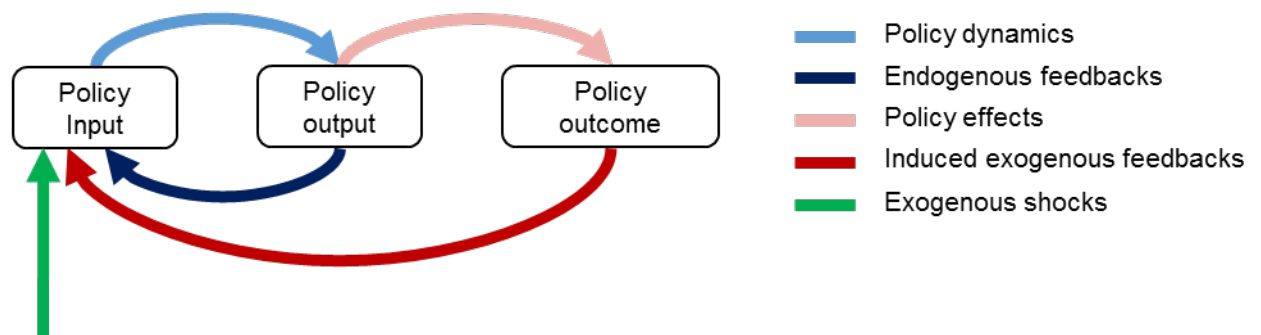 Policy
Input
Policy
output
Policy
outcome
Policy dynamics
Endogenous feedbacks
Policy effects
Induced exogenous feedbacks
Exogenous shocks